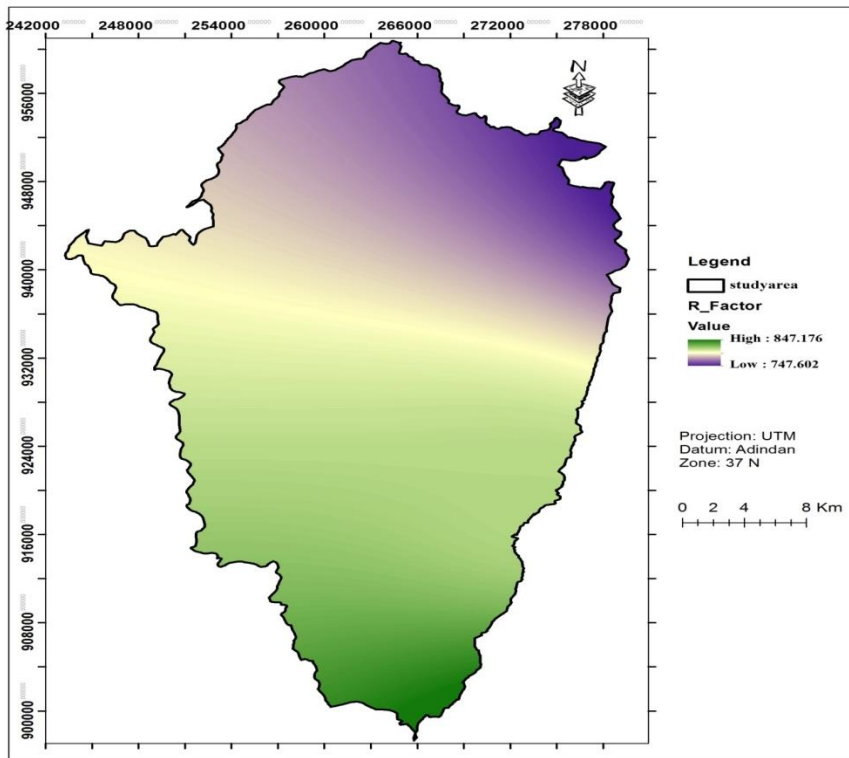 242000 248000 254000 260000 266000 272000 278000
N
956000
948000
940000
932000
924000
916000
908000
900000
Legend
studyarea
R_Factor
Value
High : 847.176
Low : 747.602
Projection: UTM
Datum: Adindan
Zone: 37 N
0 2 4 8 Km